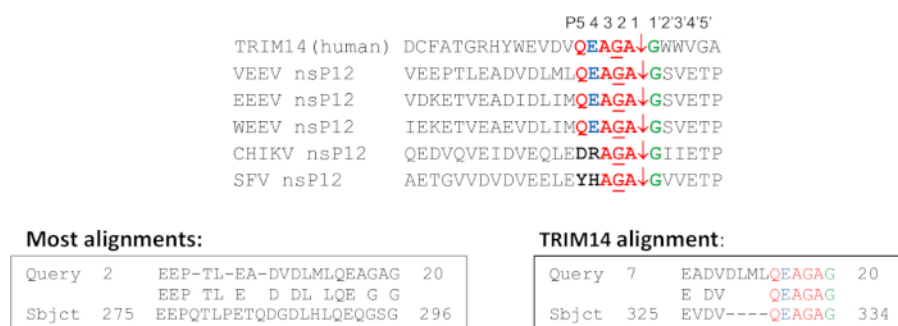 P5 4 3 2 1 1'2'3'4'5'
TRIM14(human) DCFATGRHYWEVDVQEAGA↓GWWVGA
VEEV nsP12 VEEPTLEADVDLMLQEAGA↓GSVETP
EEEV nsP12 VDKETVEADIDLIMQEAGA↓GSVETP
WEEV nsP12 IEKETVEAEVDLIMQEAGA↓GSVETP
CHIKV nsP12 QEDVQVEIDVEQLEDRAGA↓GIIETP
SFV nsP12 AETGVVDVDVEELEYHAGA↓GVVETP
Most alignments:
Query 2 EEP-TL-EA-DVDLMLQEAGAG 20
EEP TL E D DL LQE G G
Sbjct 275 EEPQTLPETQDGDLHLQEQGSG 296
TRIM14 alignment:
Query 7 EADVDLMLQEAGAG 20
E DV QEAGAG
Sbjct 325 EVDV----QEAGAG 334